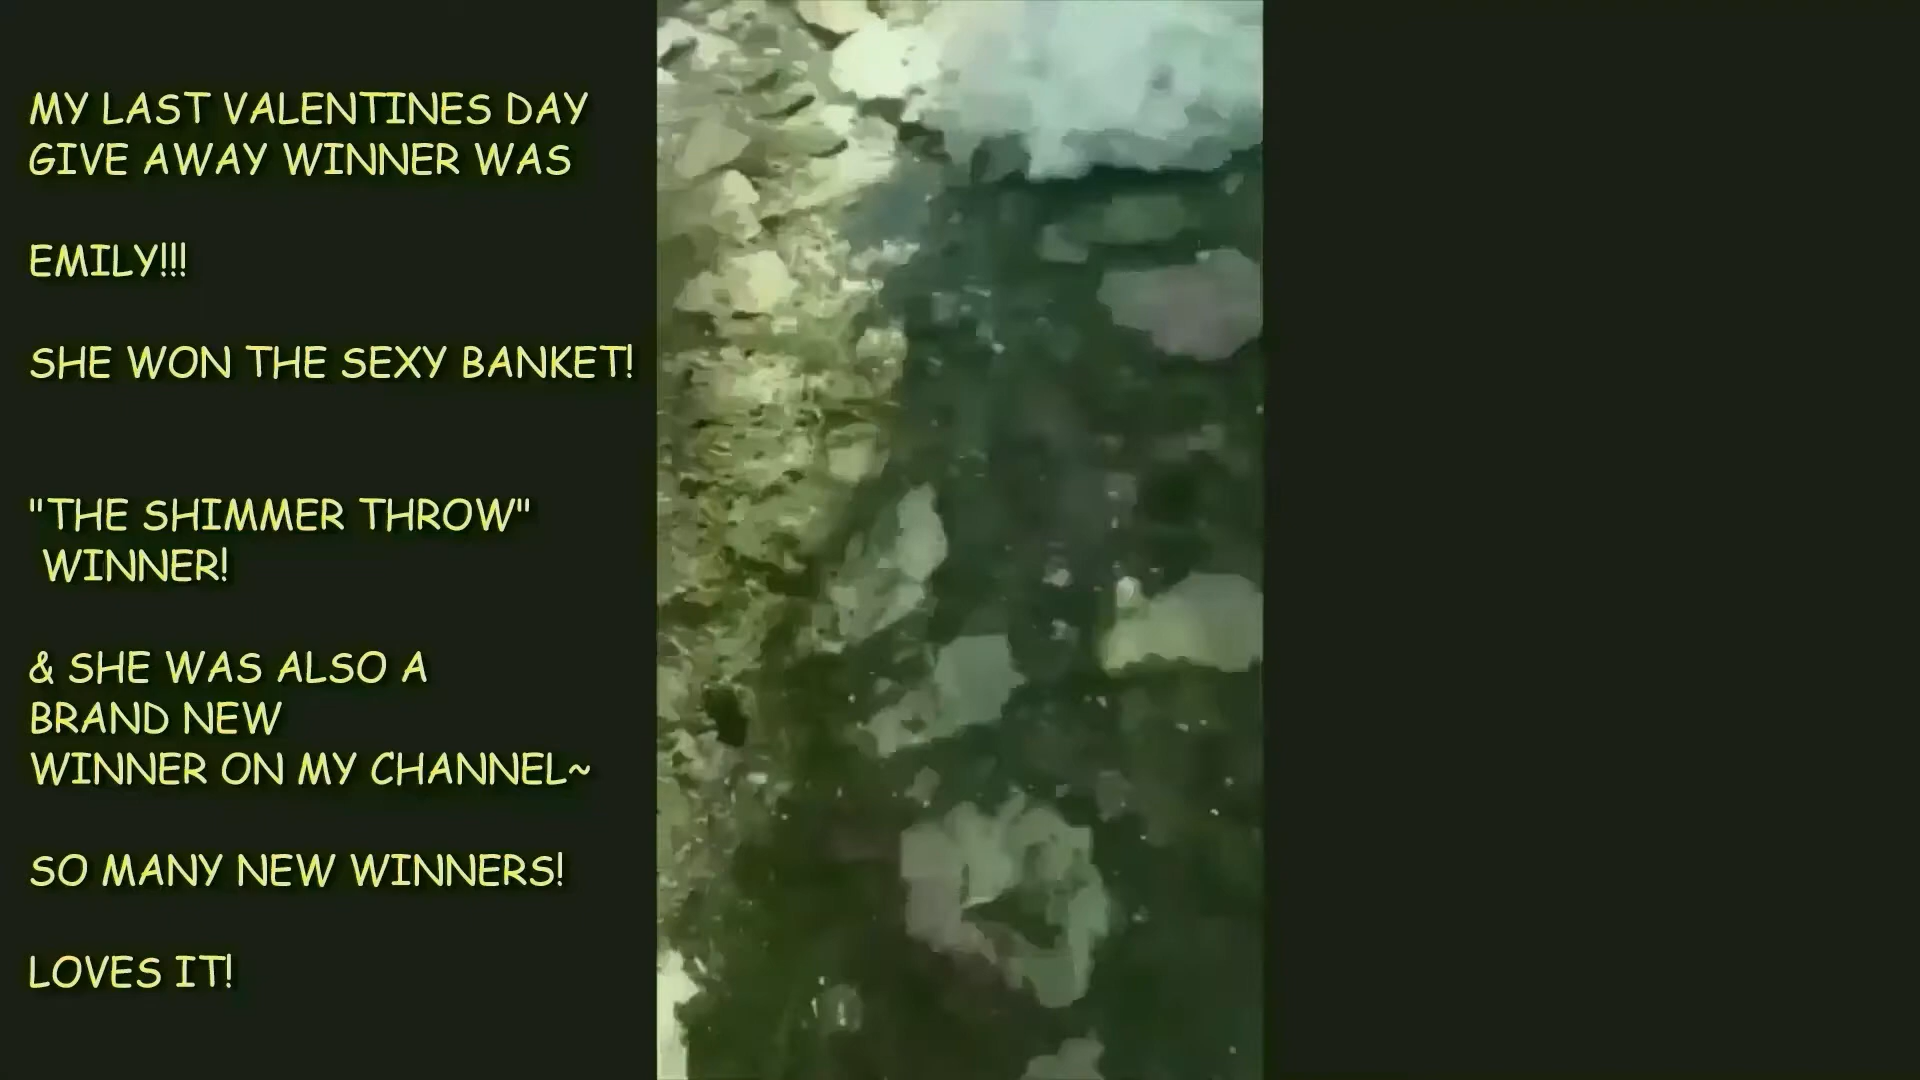 MY LAST VALENTINES DAY
GIVE AWAY WINNER WAS
EMILY!!!
SHE WON THE SEXY BANKET!
"THE SHIMMER THROW"
WINNER!
& SHE WAS ALSO A
BRAND NEW
WINNER ON MY CHANNEL~
SO MANY NEW WINNERS!
LOVES IT!